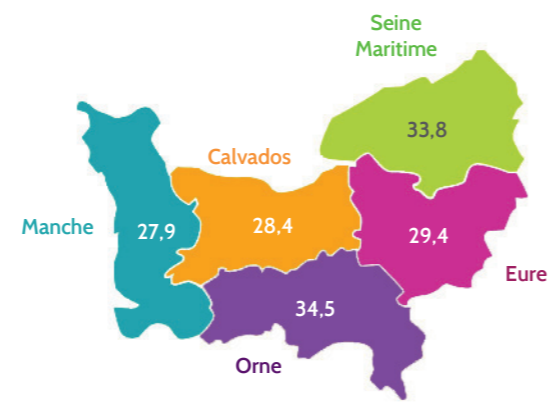 Seine
Maritime
33,8
Calvados
Manche
27,9
28,4
29,4
Eure
34,5
Orne